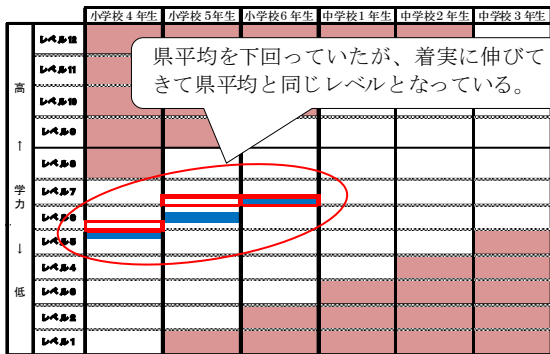 小学校4年生 小学校5年生 小学校6年生 中学校1年生 中学校2年生 中学校3年生
県平均を下回っていたが、着実に伸びて
きて県平均と同じレベルとなっている。
高
↑
学力
↓
低
レベル12
レベル11
レベル10
レベル9
レベル8
レベル7
レベル6
レベル5
レベル4
レベル3
レベル2
レベル1